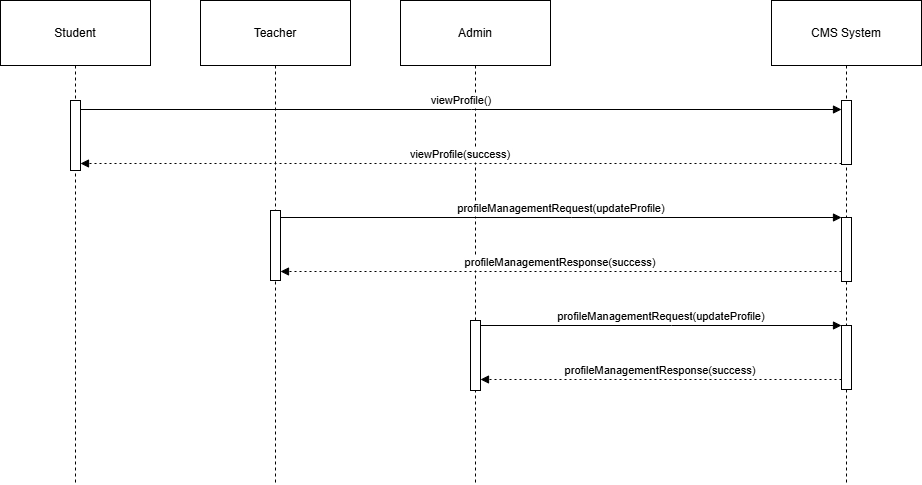 Student
Teacher
Admin
CMS System
viewProfile()
viewProfile(success)
profileManagementRequest(updateProfile)
profileManagementResponse(success)
profileManagementRequest(updateProfile)
profileManagementResponse(success)